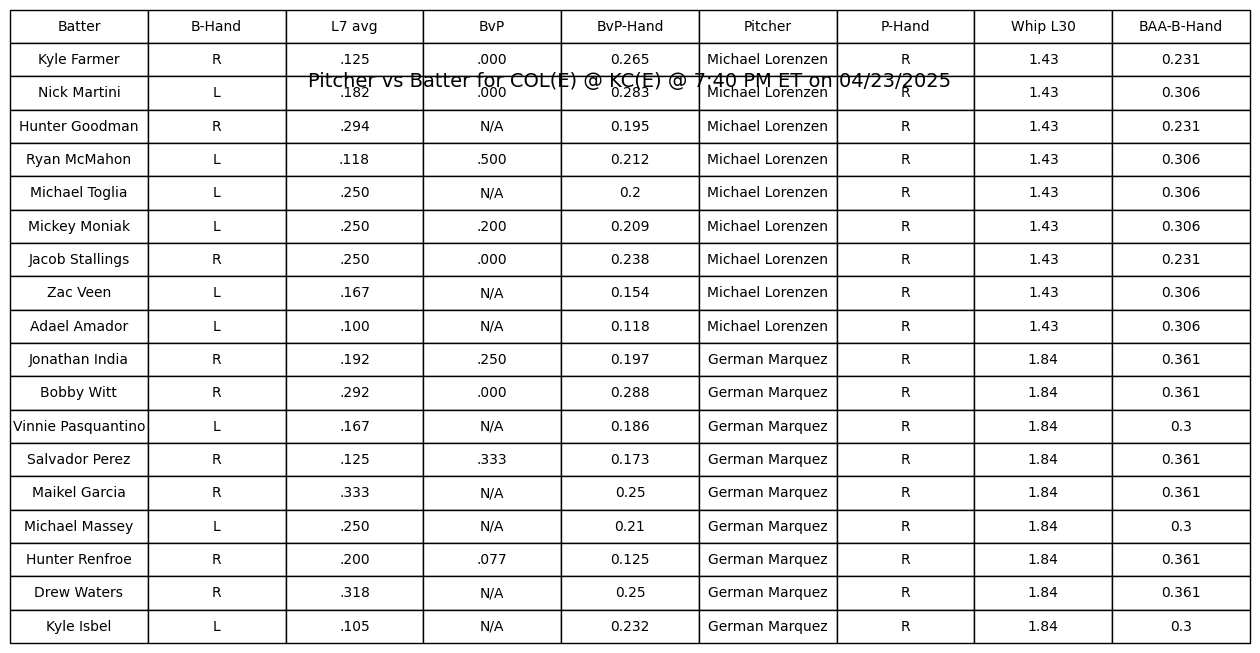 Batter B-Hand L7 avg BvP BvP-Hand Pitcher P-Hand Whip L30 BAA-B-Hand
Kyle Farmer R .125 .000 0.265 Michael Lorenzen R 1.43 0.231
Pitcher vs Batter for COL(E) @ KC(E) @ 7:40 PM ET on 04/23/2025
Nick Martini L .182 .000 0.283 Michael Lorenzen R 1.43 0.306
Hunter Goodman R .294 N/A 0.195 Michael Lorenzen R 1.43 0.231
Ryan McMahon L .118 .500 0.212 Michael Lorenzen R 1.43 0.306
Michael Toglia L .250 N/A 0.2 Michael Lorenzen R 1.43 0.306
Mickey Moniak L .250 .200 0.209 Michael Lorenzen R 1.43 0.306
Jacob Stallings R .250 .000 0.238 Michael Lorenzen R 1.43 0.231
Zac Veen L .167 N/A 0.154 Michael Lorenzen R 1.43 0.306
Adael Amador L .100 N/A 0.118 Michael Lorenzen R 1.43 0.306
Jonathan India R .192 .250 0.197 German Marquez R 1.84 0.361
Bobby Witt R .292 .000 0.288 German Marquez R 1.84 0.361
Vinnie Pasquantino L .167 N/A 0.186 German Marquez R 1.84 0.3
Salvador Perez R .125 .333 0.173 German Marquez R 1.84 0.361
Maikel Garcia R .333 N/A 0.25 German Marquez R 1.84 0.361
Michael Massey L .250 N/A 0.21 German Marquez R 1.84 0.3
Hunter Renfroe R .200 .077 0.125 German Marquez R 1.84 0.361
Drew Waters R .318 N/A 0.25 German Marquez R 1.84 0.361
Kyle Isbel L .105 N/A 0.232 German Marquez R 1.84 0.3